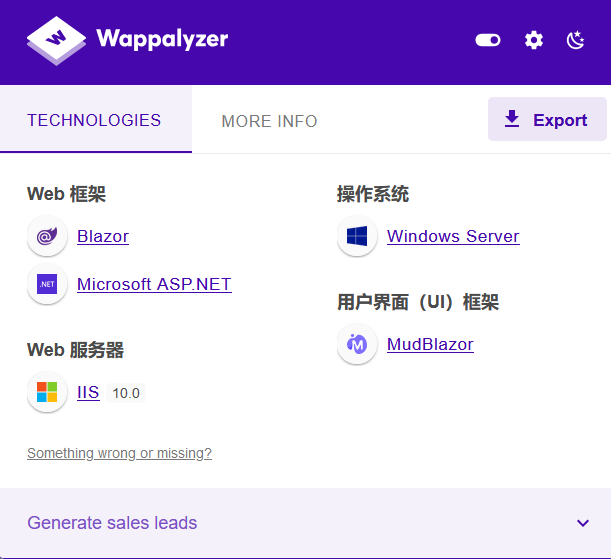 Wappalyzer
TECHNOLOGIES
MORE INFO
Export
Web 框架
Blazor
.NET
Microsoft ASP.NET
Web 服务器
IIS 10.0
操作系统
Windows Server
用户界面（UI）框架
MudBlazor
Something wrong or missing?
Generate sales leads